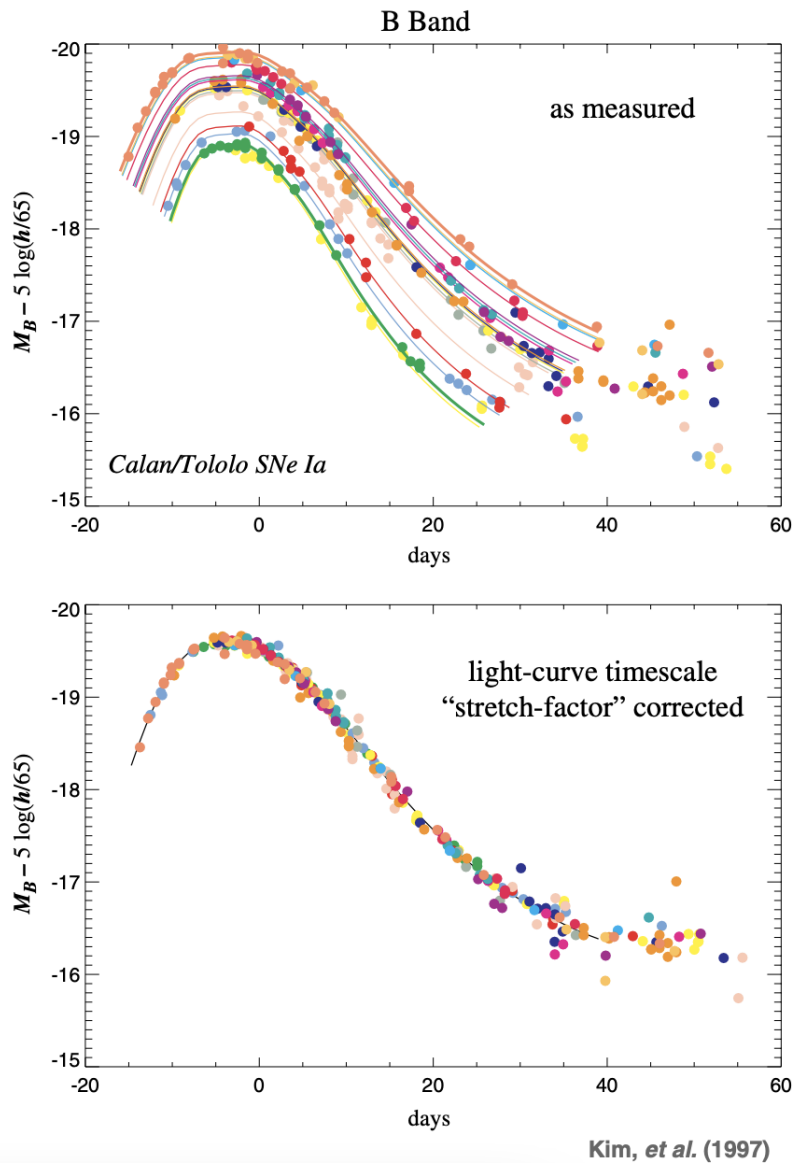 B Band
-20
as measured
-19
-18
M_B – 5 log(h/65)
-17
-16
Calan/Tololo SNe Ia
-15
-20 0 20 40 60
days
-20
light-curve timescale
“stretch-factor” corrected
-19
-18
M_B – 5 log(h/65)
-17
-16
-15
-20 0 20 40 60
days
Kim, et al. (1997)